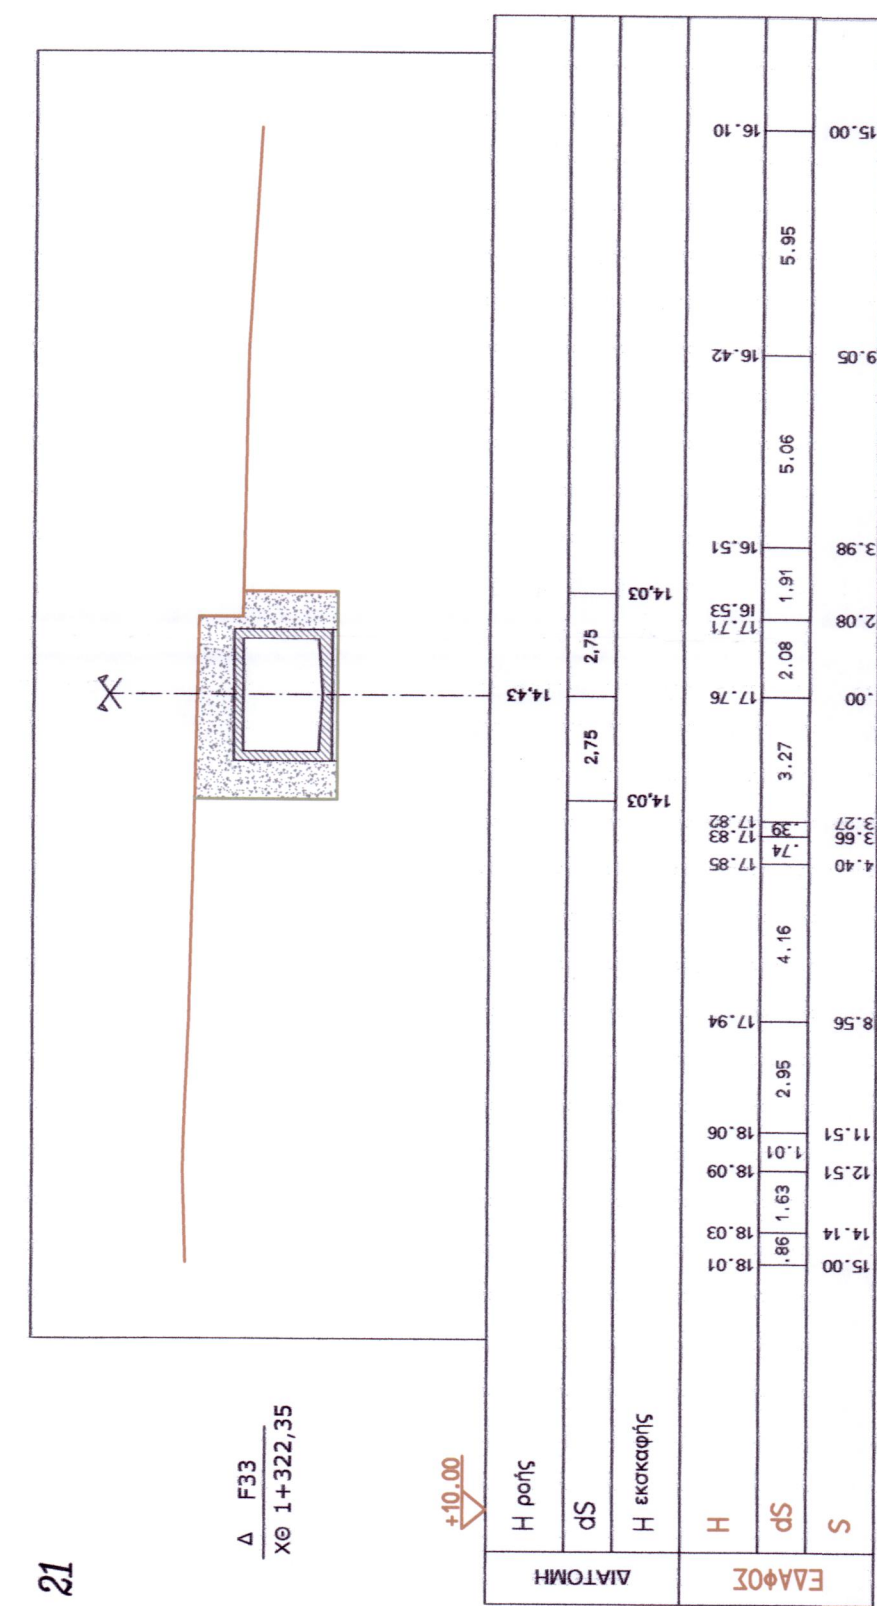 21
Δ F33
ΧΘ 1+322,35
+10.00
ΔΙΑΤΟΜΗ
Η ροής
14,43
dS
2,75 2,75
Η εκσκαφής
14,03 14,03
ΕΔΑΦΟΣ
Η
18.01 18.03 18.09 18.06 17.94 17.85 17.83 17.82 17.76 17.71 16.53 16.51 16.42 16.10
dS
.86 1.63 1.01 2.95 4.16 .74 .39 3.27 2.08 1.91 5.06 5.95
S
15.00 14.14 12.51 11.51 8.56 4.40 3.66 3.27 .00 2.08 3.98 9.05 15.00